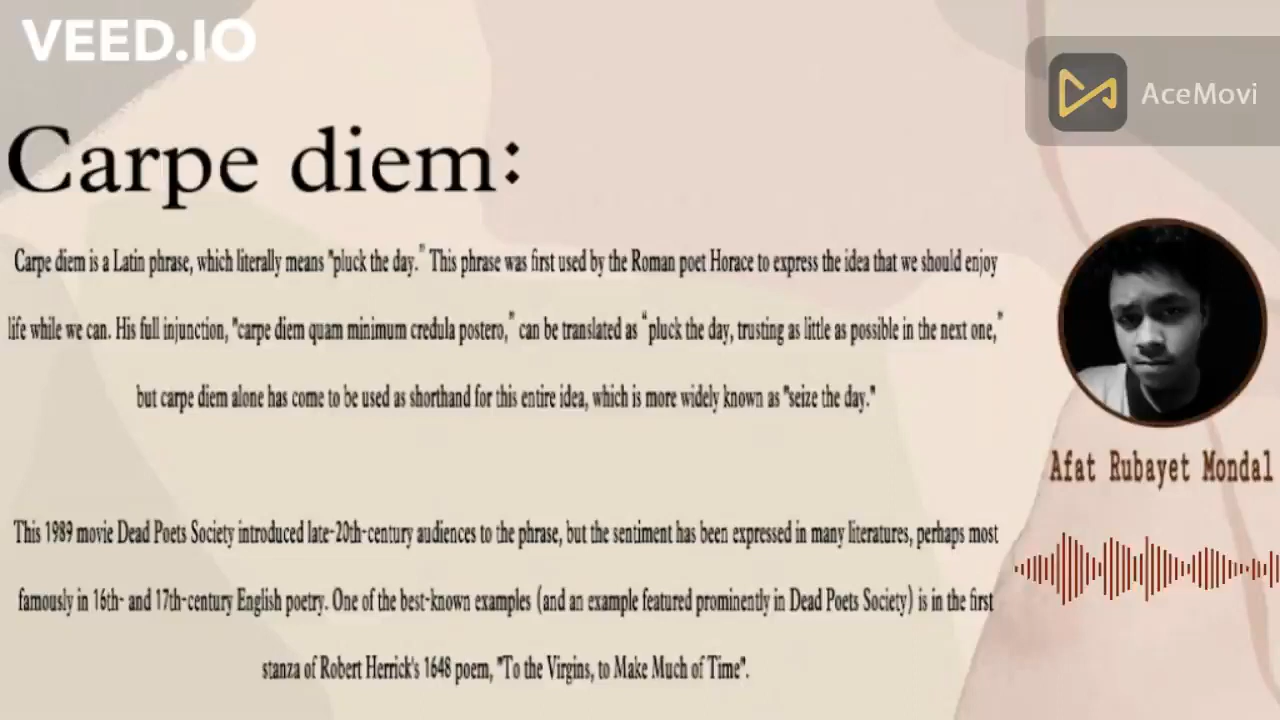 VEED.IO
AceMovi
Carpe diem:
Carpe diem is a Latin phrase, which literally means "pluck the day.” This phrase was first used by the Roman poet Horace to express the idea that we should enjoy
life while we can. His full injunction, "carpe diem quam minimum credula postero,” can be translated as “pluck the day, trusting as little as possible in the next one,”
but carpe diem alone has come to be used as shorthand for this entire idea, which is more widely known as "seize the day."
Afat Rubayet Mondal
This 1989 movie Dead Poets Society introduced late-20th-century audiences to the phrase, but the sentiment has been expressed in many literatures, perhaps most
famously in 16th- and 17th-century English poetry. One of the best-known examples (and an example featured prominently in Dead Poets Society) is in the first
stanza of Robert Herrick's 1648 poem, "To the Virgins, to Make Much of Time".